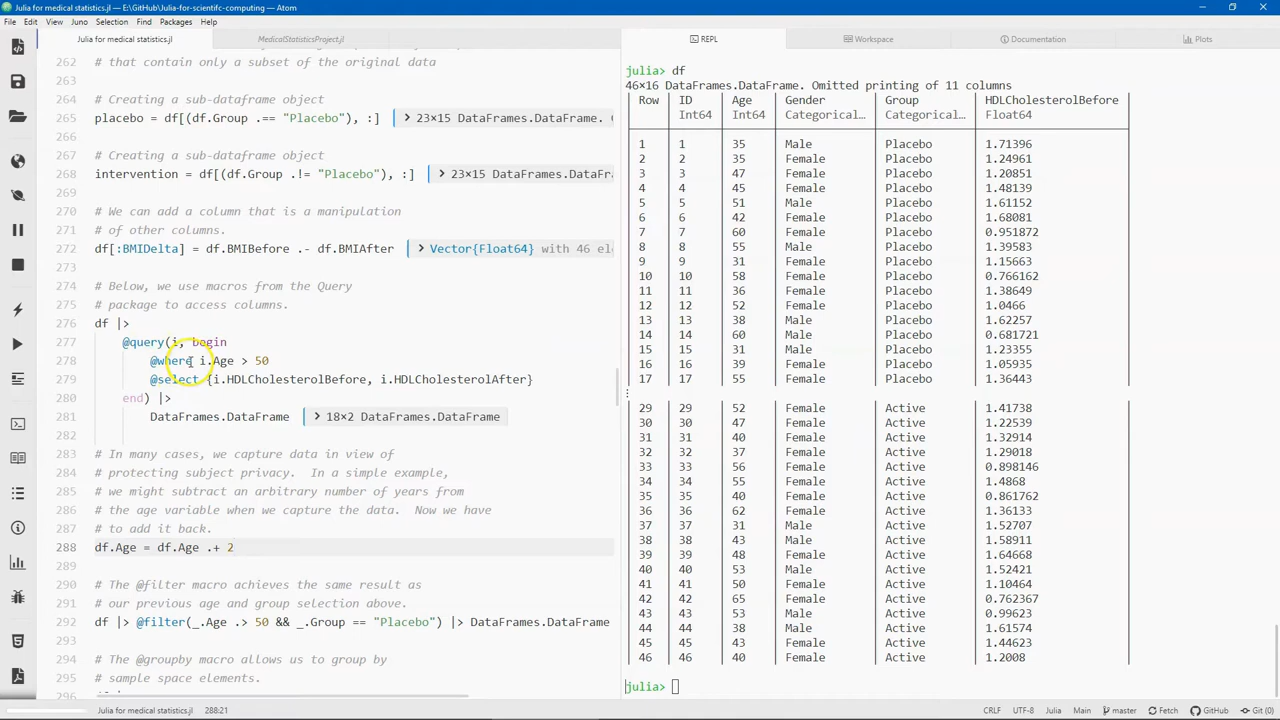 Julia for medical statistics.jl — E:\GitHub\Julia-for-scientifc-computing — Atom
File Edit View Juno Selection Find Packages Help
Julia for medical statistics.jl
MedicalStatisticsProject.jl
262 # that contain only a subset of the original data
263
264 # Creating a sub-dataframe object
265 placebo = df[(df.Group .== "Placebo"), :] > 23×15 DataFrames.DataFrame. 
266
267 # Creating a sub-dataframe object
268 intervention = df[(df.Group .!= "Placebo"), :] > 23×15 DataFrames.DataFr
269
270 # We can add a column that is a manipulation
271 # of other columns.
272 df[:BMIDelta] = df.BMIBefore .- df.BMIAfter > Vector{Float64} with 46 el
273
274 # Below, we use macros from the Query
275 # package to access columns.
276 df |>
277 @query(i, begin
278 @where i.Age > 50
279 @select {i.HDLCholesterolBefore, i.HDLCholesterolAfter}
280 end) |>
281 DataFrames.DataFrame > 18×2 DataFrames.DataFrame
282
283 # In many cases, we capture data in view of
284 # protecting subject privacy. In a simple example,
285 # we might subtract an arbitrary number of years from
286 # the age variable when we capture the data. Now we have
287 # to add it back.
288 df.Age = df.Age .+ 2
289
290 # The @filter macro achieves the same result as
291 # our previous age and group selection above.
292 df |> @filter(_.Age .> 50 && _.Group == "Placebo") |> DataFrames.DataFrame
293
294 # The @groupby macro allows us to group by
295 # sample space elements.
296
REPL Workspace Documentation Plots
julia> df
46×16 DataFrames.DataFrame. Omitted printing of 11 columns
Row ID Age Gender Group HDLCholesterolBefore
Int64 Int64 Categorical… Categorical… Float64
1 1 35 Male Placebo 1.71396
2 2 35 Female Placebo 1.24961
3 3 47 Female Placebo 1.20851
4 4 45 Female Placebo 1.48139
5 5 51 Male Placebo 1.61152
6 6 42 Female Placebo 1.68081
7 7 60 Female Placebo 0.951872
8 8 55 Male Placebo 1.39583
9 9 31 Female Placebo 1.15663
10 10 58 Female Placebo 0.766162
11 11 36 Female Placebo 1.38649
12 12 52 Female Placebo 1.0466
13 13 38 Male Placebo 1.62257
14 14 60 Male Placebo 0.681721
15 15 31 Male Placebo 1.23355
16 16 39 Female Placebo 1.05935
17 17 55 Male Placebo 1.36443
⋮
29 29 52 Female Active 1.41738
30 30 47 Female Active 1.22539
31 31 40 Female Active 1.32914
32 32 37 Female Active 1.29018
33 33 56 Female Active 0.898146
34 34 55 Female Active 1.4868
35 35 40 Female Active 0.861762
36 36 62 Female Active 1.36133
37 37 31 Male Active 1.52707
38 38 43 Male Active 1.58911
39 39 48 Female Active 1.64668
40 40 53 Male Active 1.52421
41 41 50 Female Active 1.10464
42 42 65 Female Active 0.762367
43 43 53 Male Active 0.99623
44 44 38 Male Active 1.61574
45 45 43 Female Active 1.44623
46 46 40 Female Active 1.2008
julia>
Julia for medical statistics.jl 288:21 CRLF UTF-8 Julia Main master Fetch GitHub Git (0)